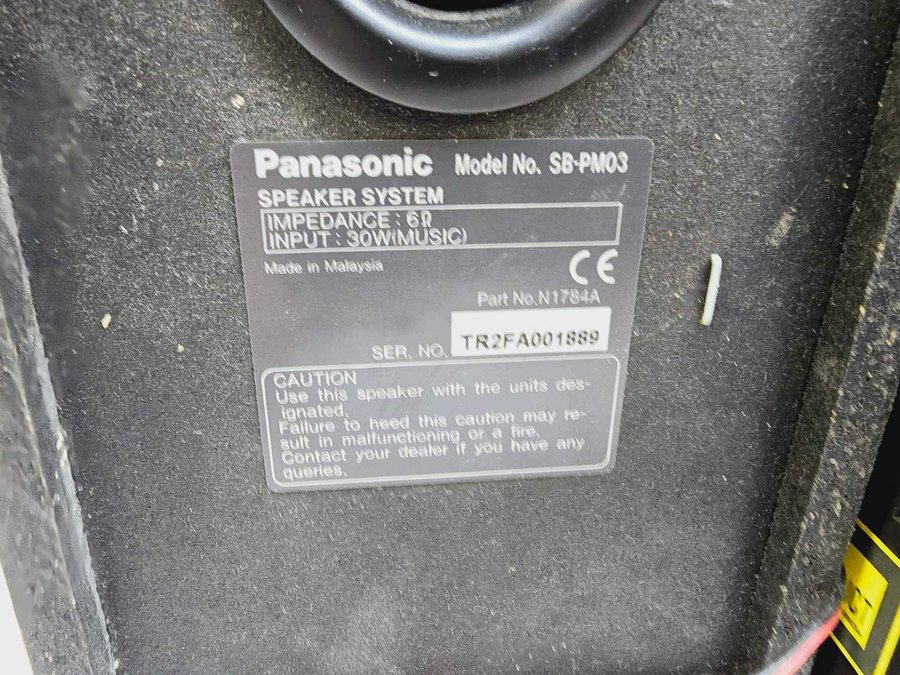 Panasonic Model No. SB-PM03
SPEAKER SYSTEM
IMPEDANCE : 6Ω
INPUT : 30W(MUSIC)
Made in Malaysia
CE
Part No.N1784A
SER. NO. TR2FA001889
CAUTION
Use this speaker with the units des-
ignated.
Failure to heed this caution may re-
sult in malfunctioning or a fire.
Contact your dealer if you have any
queries.